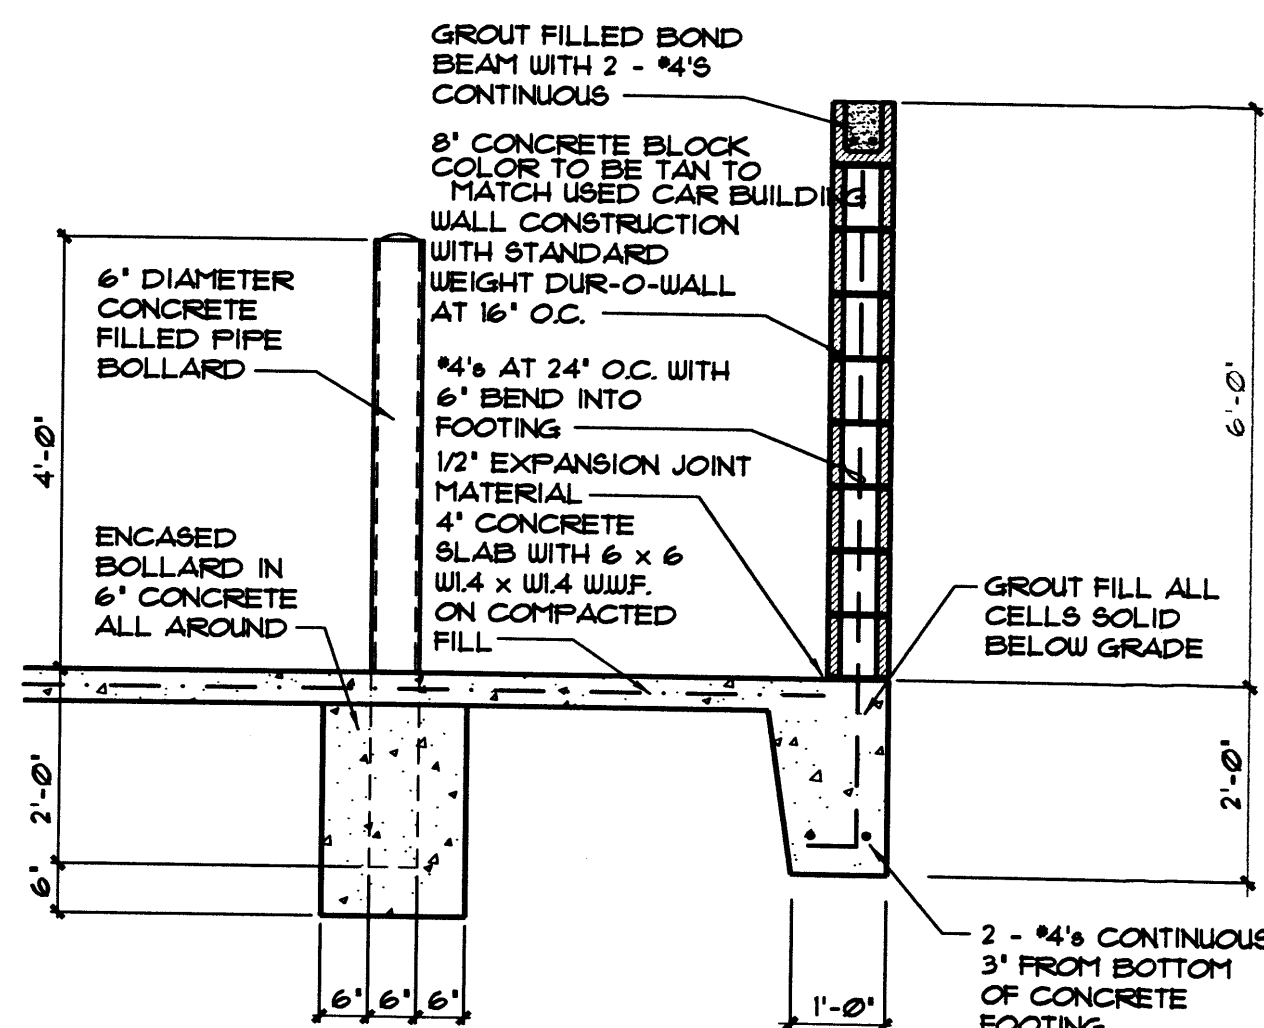 GROUT FILLED BOND
BEAM WITH 2 - #4'S
CONTINUOUS
8" CONCRETE BLOCK
COLOR TO BE TAN TO
MATCH USED CAR BUILDING
WALL CONSTRUCTION
WITH STANDARD
WEIGHT DUR-O-WALL
AT 16" O.C.
6" DIAMETER
CONCRETE
FILLED PIPE
BOLLARD
#4's AT 24" O.C. WITH
6" BEND INTO
FOOTING
1/2" EXPANSION JOINT
MATERIAL
4" CONCRETE
SLAB WITH 6 x 6
W1.4 x W1.4 W.W.F.
ON COMPACTED
FILL
ENCASED
BOLLARD IN
6" CONCRETE
ALL AROUND
GROUT FILL ALL
CELLS SOLID
BELOW GRADE
4'-0"
6'-0"
2'-0"
6"
2'-0"
6" 6" 6"
1'-0"
2 - #4's CONTINUOUS
3" FROM BOTTOM
OF CONCRETE
FOOTING